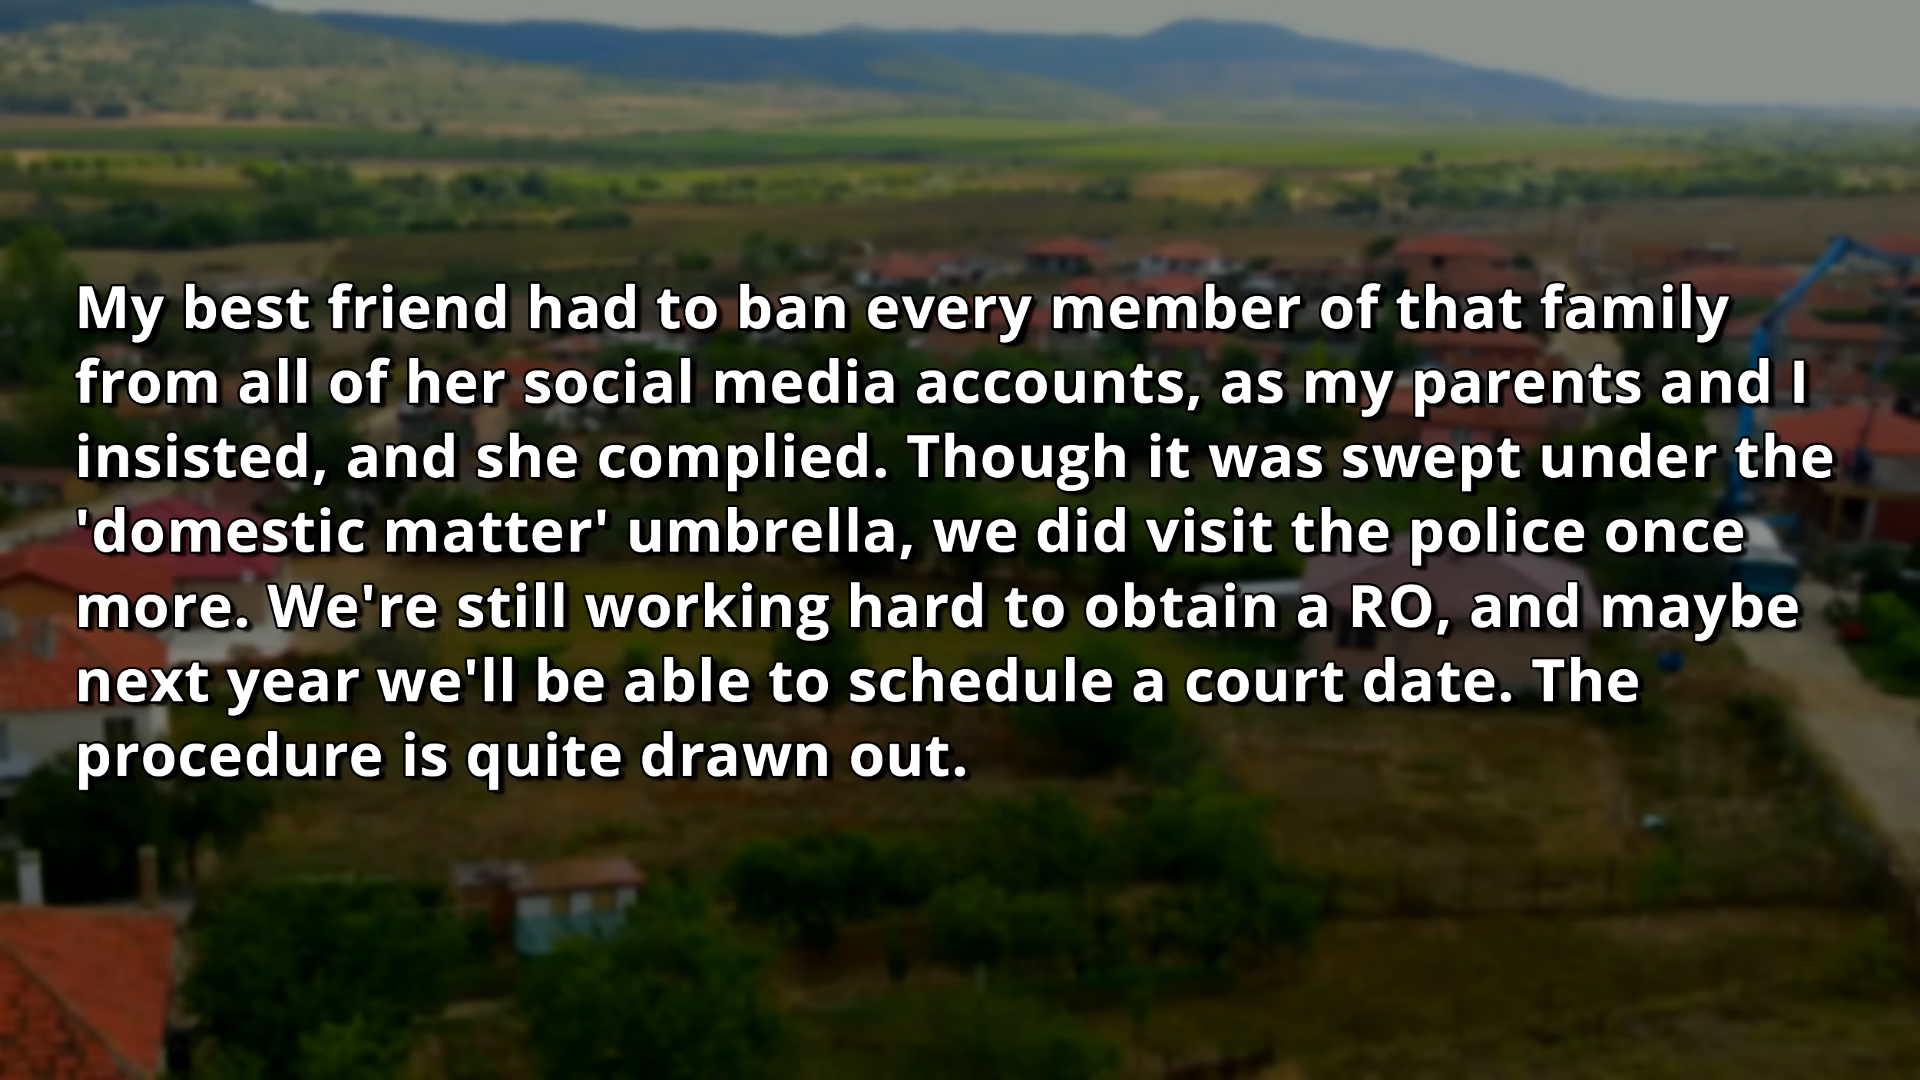 My best friend had to ban every member of that family
from all of her social media accounts, as my parents and I
insisted, and she complied. Though it was swept under the
'domestic matter' umbrella, we did visit the police once
more. We're still working hard to obtain a RO, and maybe
next year we'll be able to schedule a court date. The
procedure is quite drawn out.